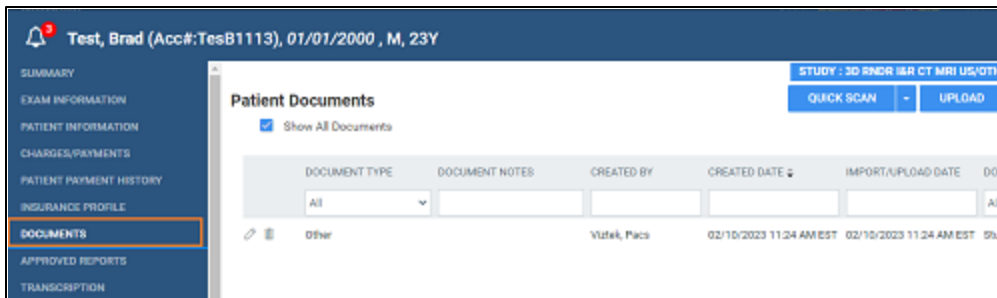 3
Test, Brad (Acc#:TesB1113), 01/01/2000 , M, 23Y
SUMMARY
EXAM INFORMATION
PATIENT INFORMATION
CHARGES/PAYMENTS
PATIENT PAYMENT HISTORY
INSURANCE PROFILE
DOCUMENTS
APPROVED REPORTS
TRANSCRIPTION
STUDY : 3D RNDR I&R CT MRI US/OTH
Patient Documents
QUICK SCAN
UPLOAD
Show All Documents
DOCUMENT TYPE DOCUMENT NOTES CREATED BY CREATED DATE IMPORT/UPLOAD DATE DO
All Al
Other Viztek, Pacs 02/10/2023 11:24 AM EST 02/10/2023 11:24 AM EST